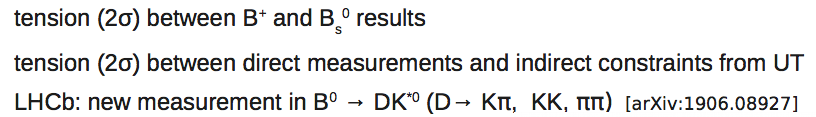 tension (2σ) between B⁺ and Bₛ⁰ results
tension (2σ) between direct measurements and indirect constraints from UT
LHCb: new measurement in B⁰ → DK*⁰ (D→ Kπ, KK, ππ) [arXiv:1906.08927]